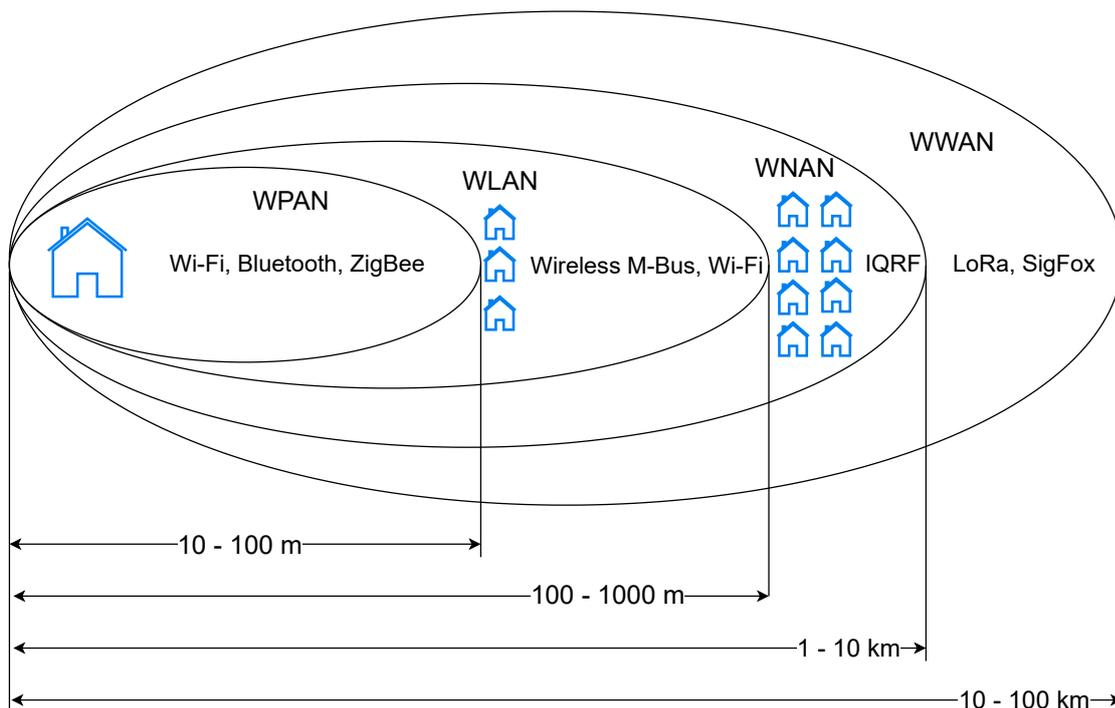 WWAN
WNAN
WLAN
WPAN
Wi-Fi, Bluetooth, ZigBee
Wireless M-Bus, Wi-Fi
IQRF
LoRa, SigFox
10 - 100 m
100 - 1000 m
1 - 10 km
10 - 100 km